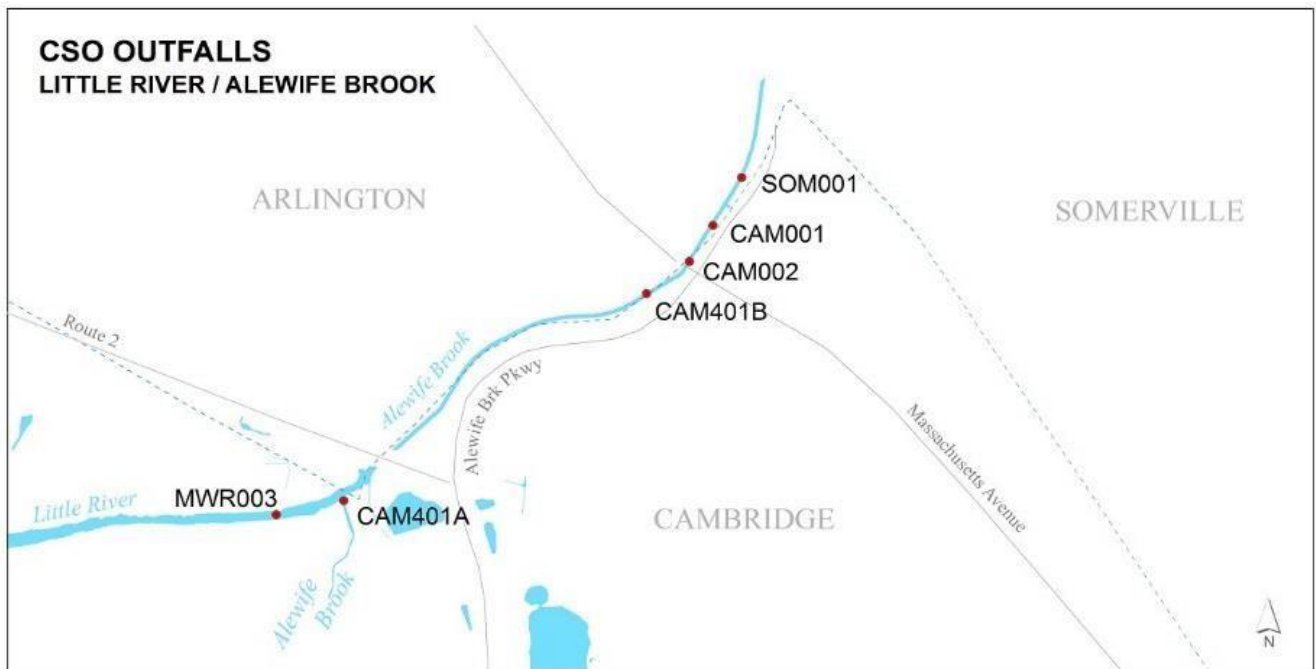 CSO OUTFALLS
LITTLE RIVER / ALEWIFE BROOK
ARLINGTON
SOMERVILLE
SOM001
CAM001
CAM002
CAM401B
Route 2
Alewife Brook
Alewife Brk Pkwy
Massachusetts Avenue
Little River
MWR003
CAM401A
CAMBRIDGE
Alewife
Brook
N